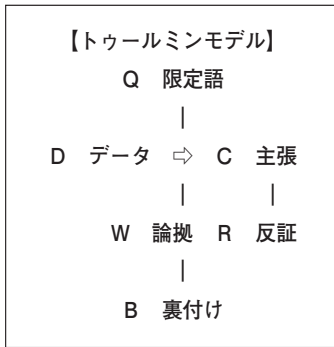 【トゥールミンモデル】
Q 限定語
|
D データ ⇨ C 主張
| |
W 論拠 R 反証
|
B 裏付け